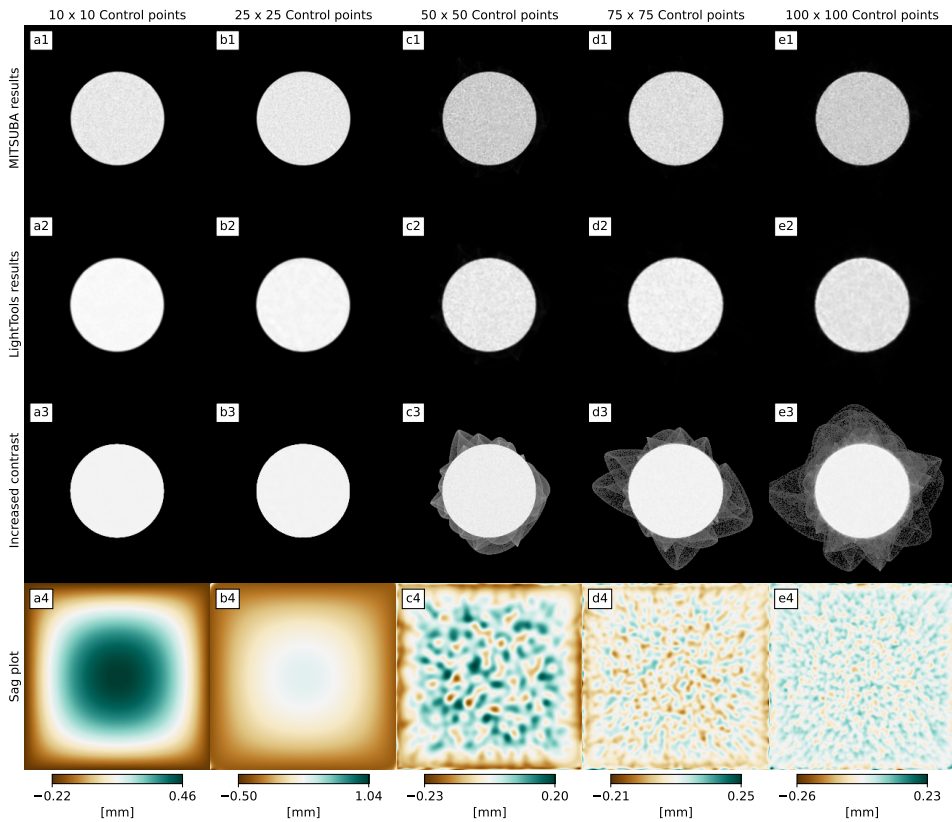 10 x 10 Control points
25 x 25 Control points
50 x 50 Control points
75 x 75 Control points
100 x 100 Control points
MITSUBA results
a1
b1
c1
d1
e1
LightTools results
a2
b2
c2
d2
e2
Increased contrast
a3
b3
c3
d3
e3
Sag plot
a4
b4
c4
d4
e4
−0.22
0.46
−0.50
1.04
−0.23
0.20
−0.21
0.25
−0.26
0.23
[mm]
[mm]
[mm]
[mm]
[mm]